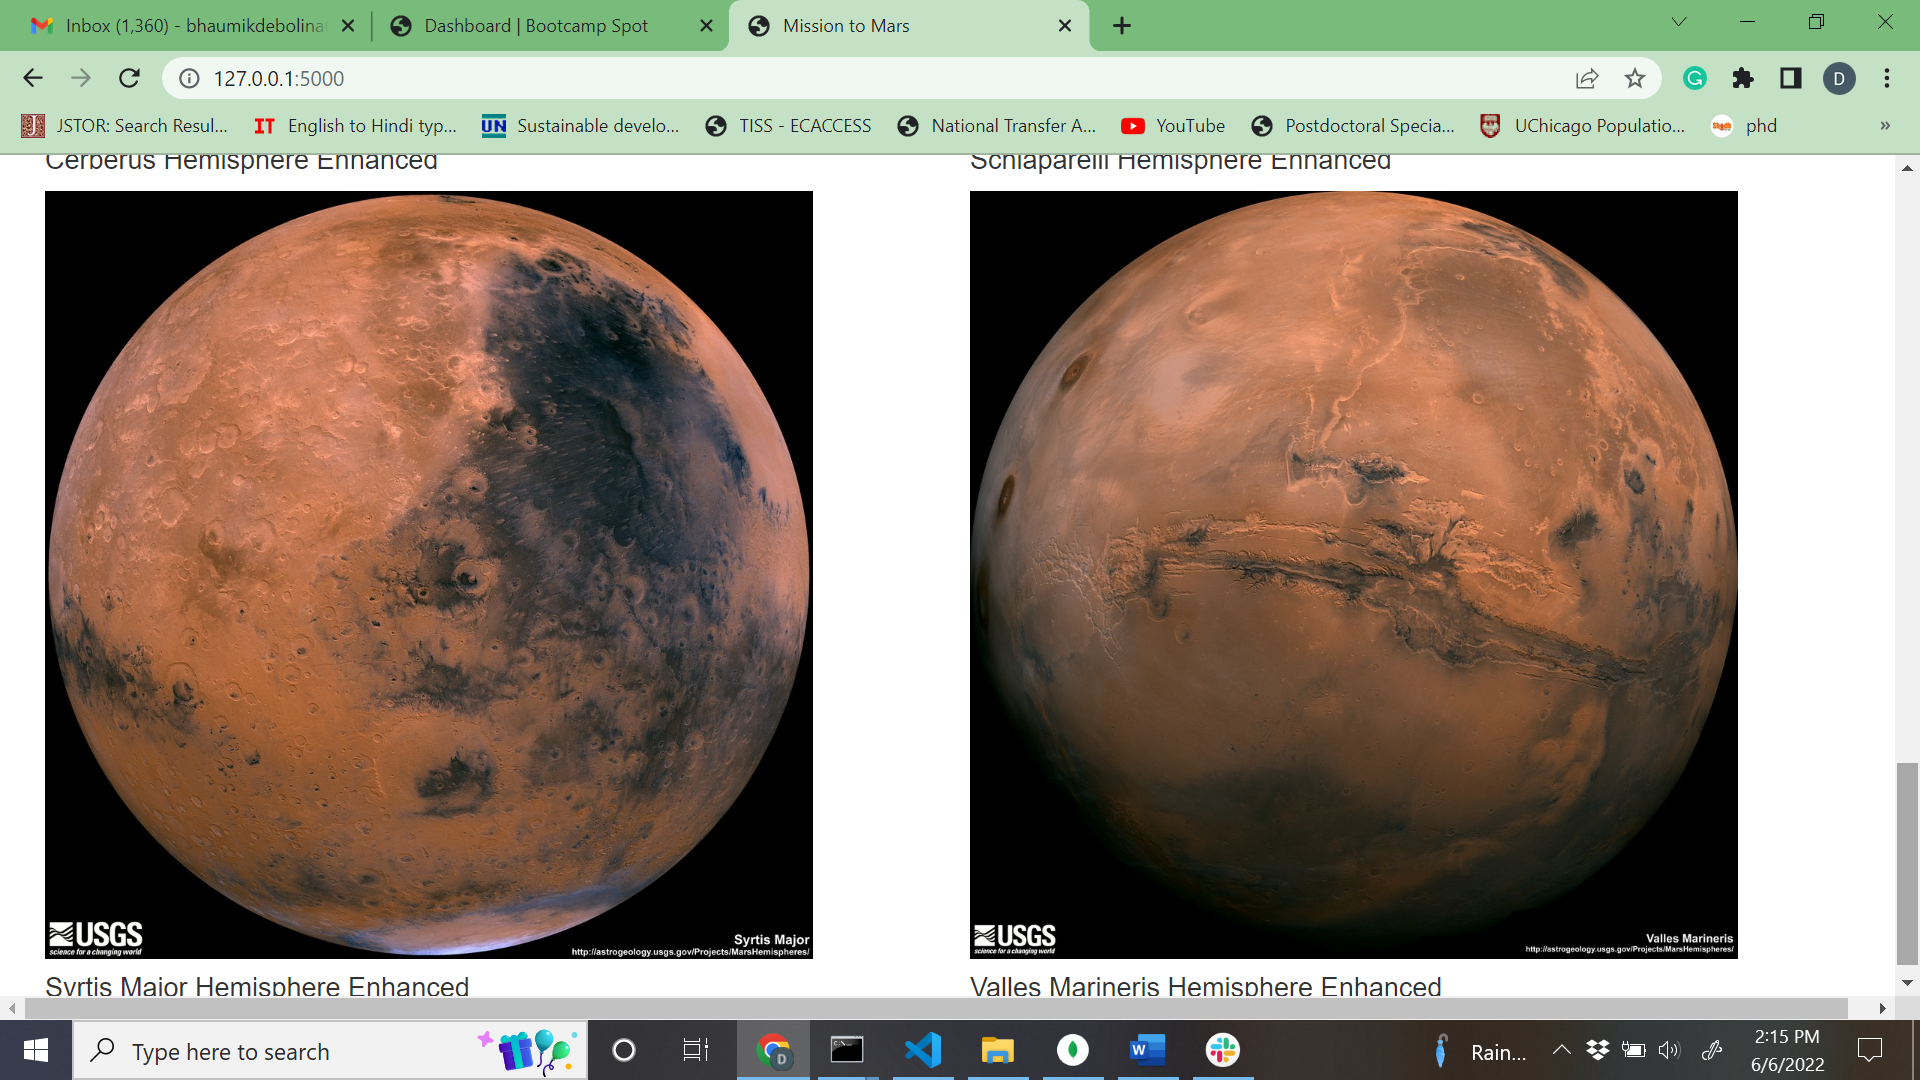 Inbox (1,360) - bhaumikdebolina
Dashboard | Bootcamp Spot
Mission to Mars
127.0.0.1:5000
D
JSTOR: Search Resul...
IT
English to Hindi typ...
UN
Sustainable develo...
TISS - ECACCESS
National Transfer A...
YouTube
Postdoctoral Specia...
UChicago Populatio...
phd
»
Cerberus Hemisphere Enhanced
Schiaparelli Hemisphere Enhanced
USGS
science for a changing world
Syrtis Major
http://astrogeology.usgs.gov/Projects/MarsHemispheres/
USGS
science for a changing world
Valles Marineris
http://astrogeology.usgs.gov/Projects/MarsHemispheres/
Syrtis Major Hemisphere Enhanced
Valles Marineris Hemisphere Enhanced
Type here to search
D
W
Rain...
2:15 PM
6/6/2022